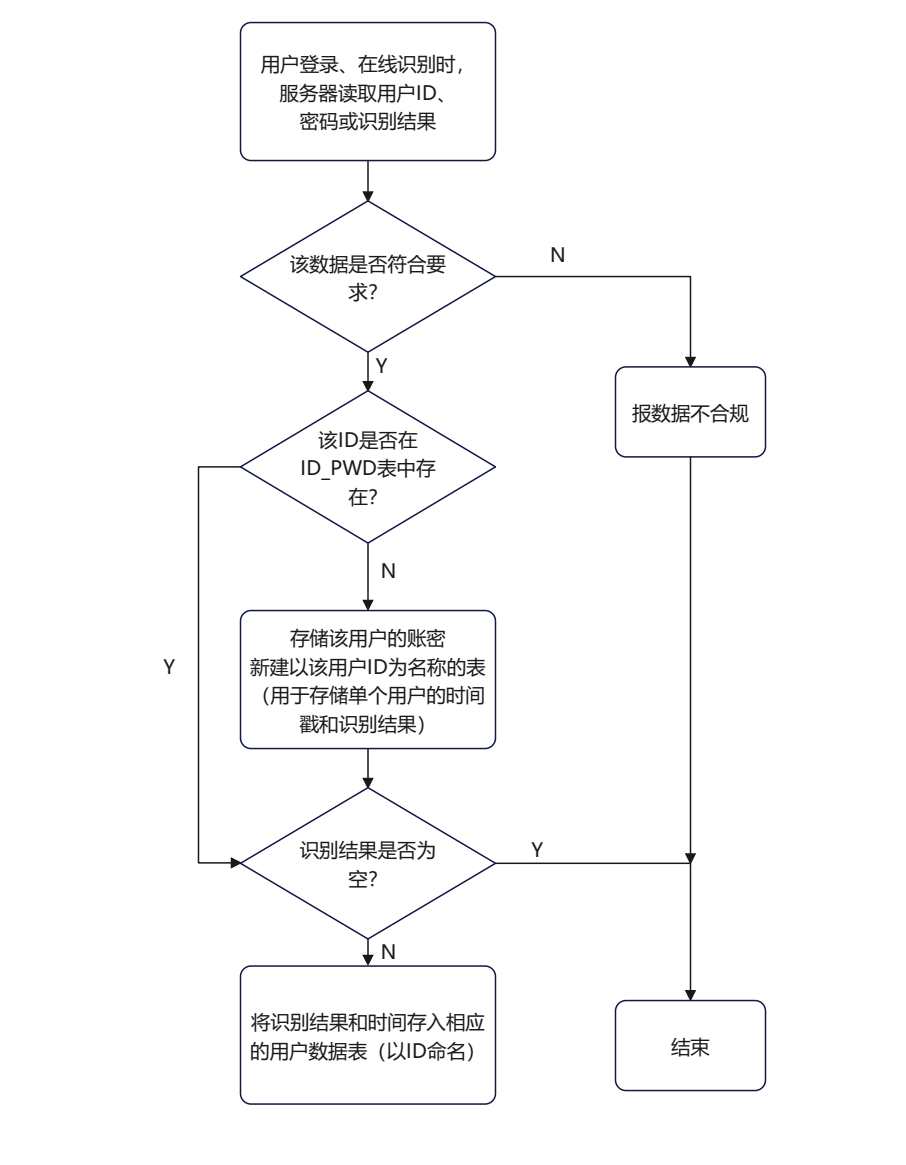 用户登录、在线识别时，
服务器读取用户ID、
密码或识别结果
该数据是否符合要
求？
N
Y
报数据不合规
该ID是否在
ID_PWD表中存
在？
N
Y
存储该用户的账密
新建以该用户ID为名称的表
（用于存储单个用户的时间
戳和识别结果）
识别结果是否为
空？
Y
N
将识别结果和时间存入相应
的用户数据表（以ID命名）
结束